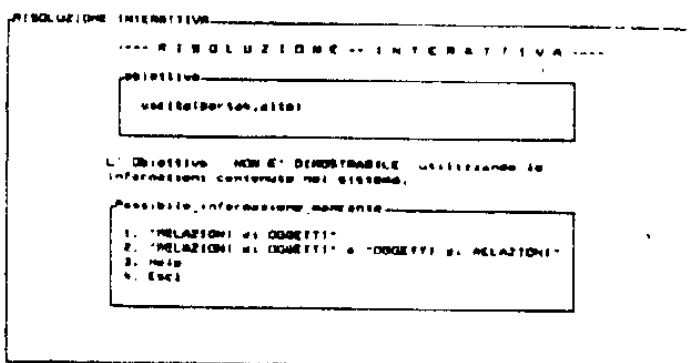 RISOLUZIONE INTERATTIVA
---- R I S O L U Z I O N E -- I N T E R A T T I V A ----
obiettivo
L' Obiettivo NON E' DIMOSTRABILE utilizzando le
informazioni contenute nel sistema.
Possibile informazione mancante
1. "RELAZIONI di OGGETTI"
2. "RELAZIONI di OGGETTI" e "OGGETTI di RELAZIONI"
3. Help
4. Esci